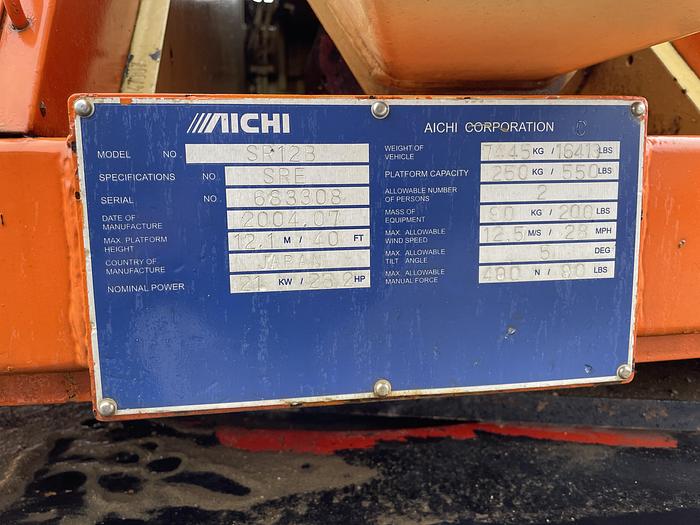 AICHI
AICHI CORPORATION
MODEL NO. SR12B
SPECIFICATIONS NO. SRE
SERIAL NO. 683308
DATE OF MANUFACTURE 2004.07
MAX. PLATFORM HEIGHT 12.1 M / 40 FT
COUNTRY OF MANUFACTURE JAPAN
NOMINAL POWER 21 KW / 28.2 HP
WEIGHT OF VEHICLE 7445 KG / 16413 LBS
PLATFORM CAPACITY 250 KG / 550 LBS
ALLOWABLE NUMBER OF PERSONS 2
MASS OF EQUIPMENT 90 KG / 200 LBS
MAX. ALLOWABLE WIND SPEED 12.5 M/S / 28 MPH
MAX. ALLOWABLE TILT ANGLE 5 DEG
MAX. ALLOWABLE MANUAL FORCE 400 N / 90 LBS